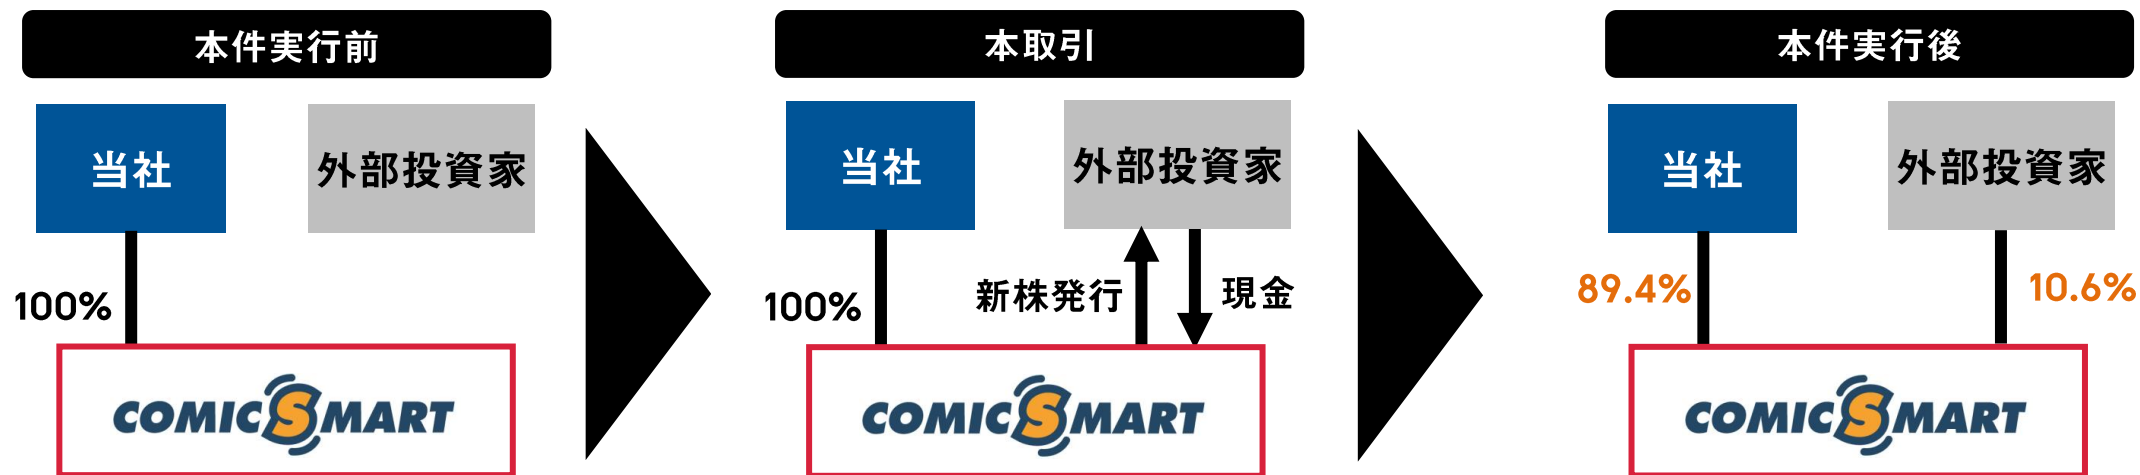 本件実行前
当社
外部投資家
100%
COMICSMART
本取引
当社
外部投資家
100%
新株発行
現金
COMICSMART
本件実行後
当社
外部投資家
89.4%
10.6%
COMICSMART